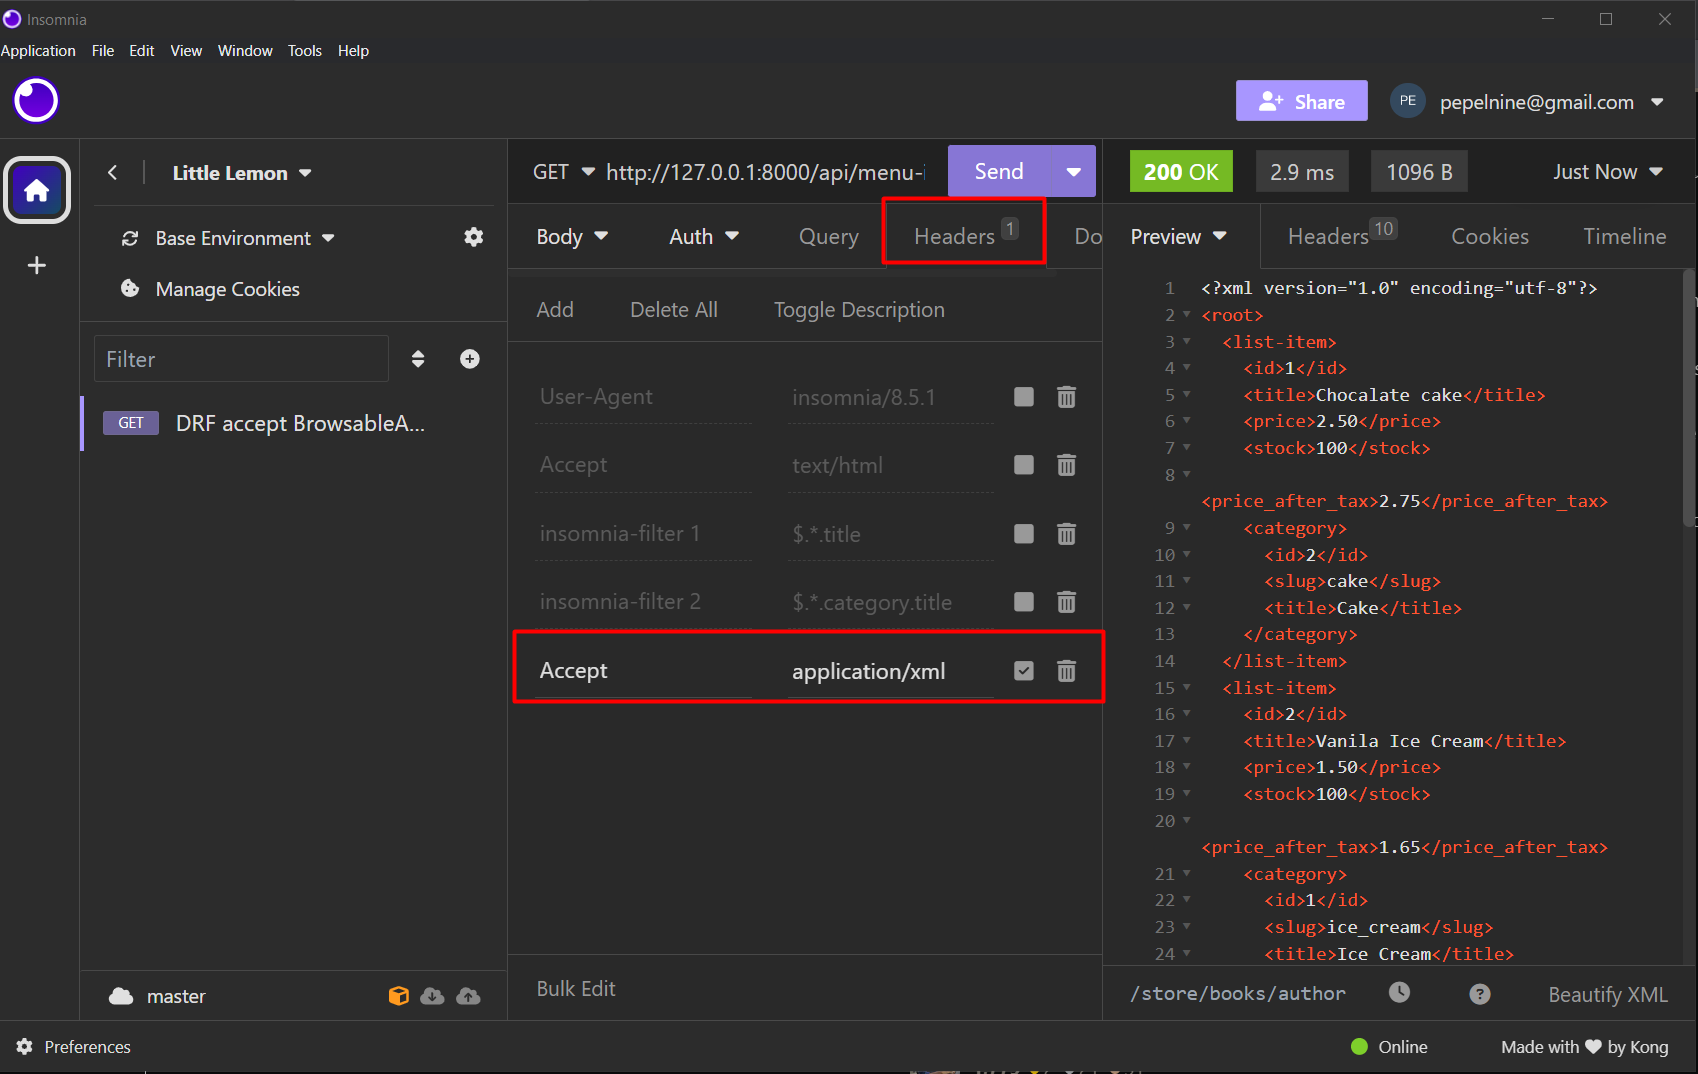 Insomnia
Application File Edit View Window Tools Help
Share
PE
pepelnine@gmail.com
Little Lemon
Base Environment
Manage Cookies
Filter
GET DRF accept BrowsableA...
master
GET http://127.0.0.1:8000/api/menu-i
Send
Body Auth Query Headers 1 Do
Add Delete All Toggle Description
User-Agent insomnia/8.5.1
Accept text/html
insomnia-filter 1 $.*.title
insomnia-filter 2 $.*.category.title
Accept application/xml
Bulk Edit
200 OK 2.9 ms 1096 B Just Now
Preview Headers 10 Cookies Timeline
1 <?xml version="1.0" encoding="utf-8"?>
2 <root>
3 <list-item>
4 <id>1</id>
5 <title>Chocalate cake</title>
6 <price>2.50</price>
7 <stock>100</stock>
8
<price_after_tax>2.75</price_after_tax>
9 <category>
10 <id>2</id>
11 <slug>cake</slug>
12 <title>Cake</title>
13 </category>
14 </list-item>
15 <list-item>
16 <id>2</id>
17 <title>Vanila Ice Cream</title>
18 <price>1.50</price>
19 <stock>100</stock>
20
<price_after_tax>1.65</price_after_tax>
21 <category>
22 <id>1</id>
23 <slug>ice_cream</slug>
24 <title>Ice Cream</title>
/store/books/author
Beautify XML
Preferences
Online
Made with ❤ by Kong